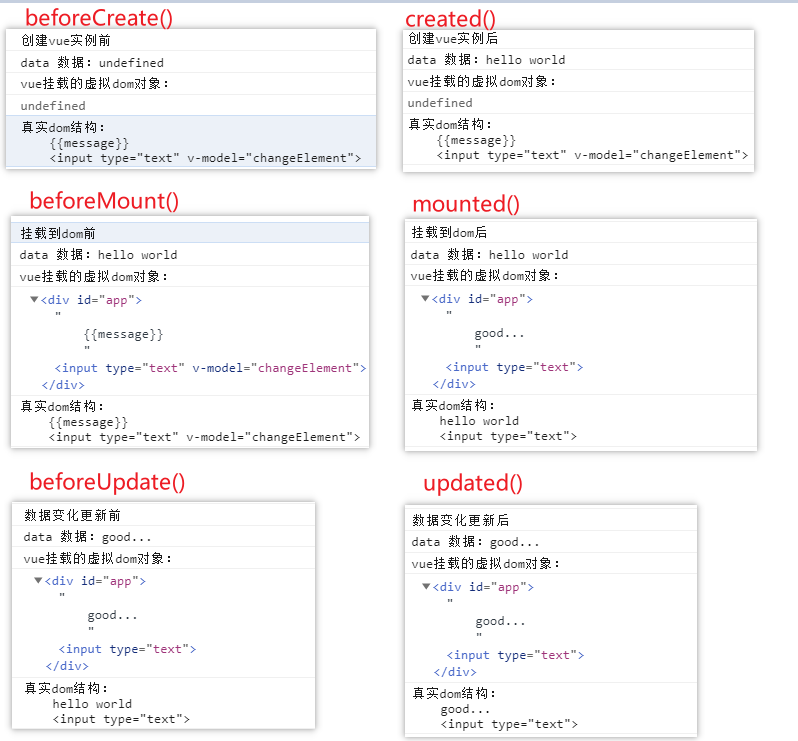 beforeCreate()
创建vue实例前
data 数据：undefined
vue挂载的虚拟dom对象：
undefined
真实dom结构：
{{message}}
<input type="text" v-model="changeElement">
created()
创建vue实例后
data 数据：hello world
vue挂载的虚拟dom对象：
undefined
真实dom结构：
{{message}}
<input type="text" v-model="changeElement">
beforeMount()
挂载到dom前
data 数据：hello world
vue挂载的虚拟dom对象：
▼<div id="app">
"
{{message}}
"
<input type="text" v-model="changeElement">
</div>
真实dom结构：
{{message}}
<input type="text" v-model="changeElement">
mounted()
挂载到dom后
data 数据：hello world
vue挂载的虚拟dom对象：
▼<div id="app">
"
good...
"
<input type="text">
</div>
真实dom结构：
hello world
<input type="text">
beforeUpdate()
数据变化更新前
data 数据：good...
vue挂载的虚拟dom对象：
▼<div id="app">
"
good...
"
<input type="text">
</div>
真实dom结构：
hello world
<input type="text">
updated()
数据变化更新后
data 数据：good...
vue挂载的虚拟dom对象：
▼<div id="app">
"
good...
"
<input type="text">
</div>
真实dom结构：
good...
<input type="text">